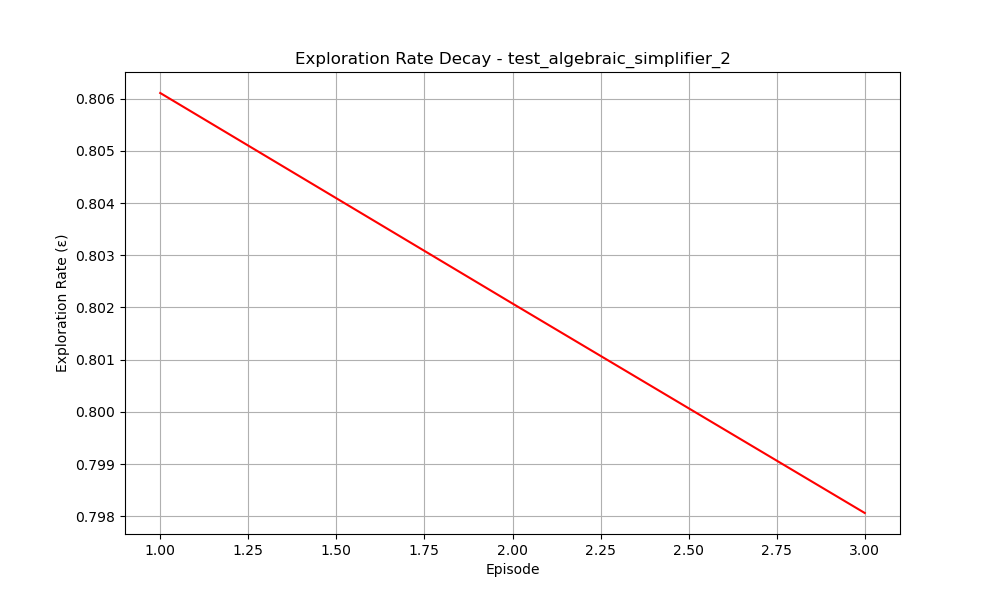 Exploration Rate Decay - test_algebraic_simplifier_2
Exploration Rate (ε)
0.806
0.805
0.804
0.803
0.802
0.801
0.800
0.799
0.798
1.00 1.25 1.50 1.75 2.00 2.25 2.50 2.75 3.00
Episode